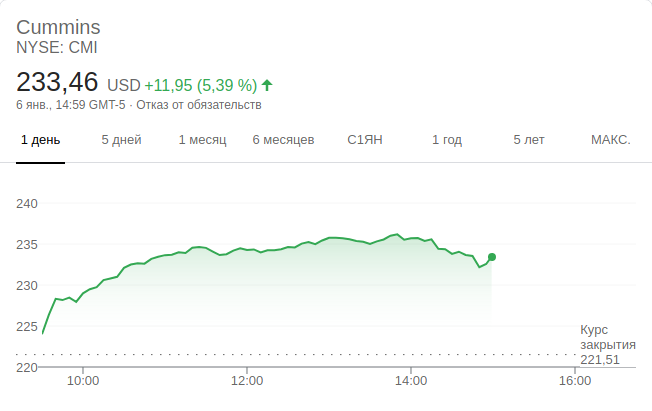 Cummins
NYSE: CMI
233,46 USD +11,95 (5,39 %)
6 янв., 14:59 GMT-5 · Отказ от обязательств
1 день 5 дней 1 месяц 6 месяцев С1ЯН 1 год 5 лет МАКС.
240
235
230
225
220
Курс
закрытия
221,51
10:00 12:00 14:00 16:00